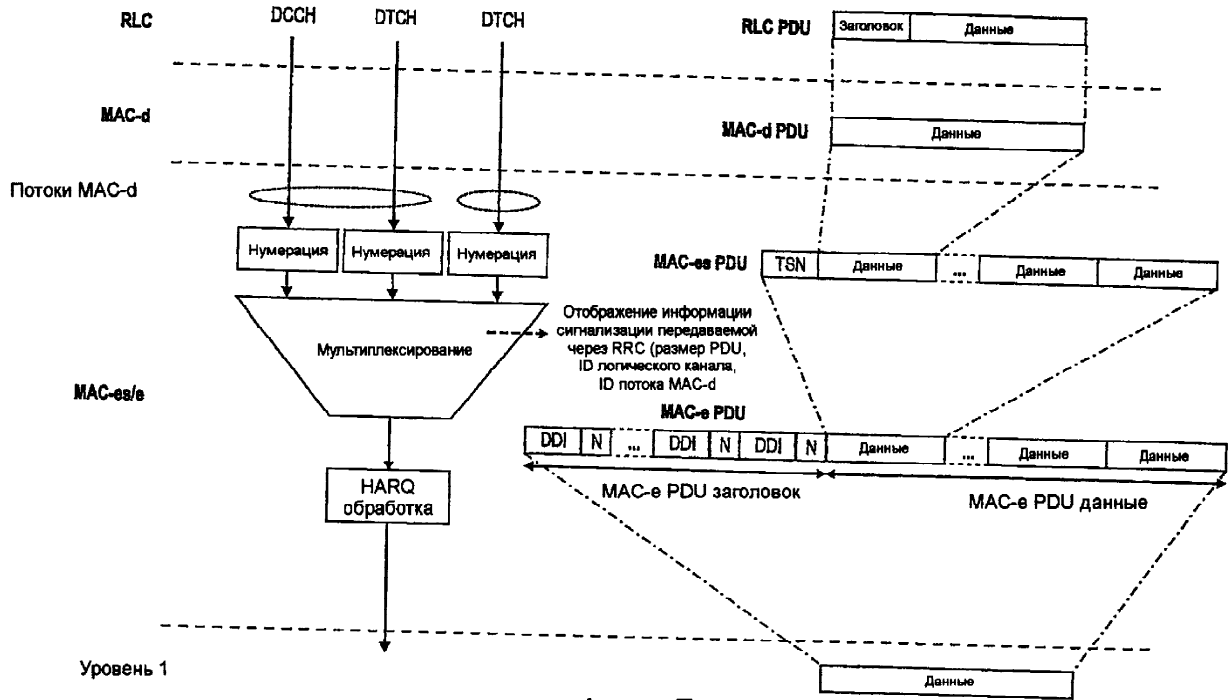 RLC
DCCH
DTCH
DTCH
RLC PDU
Заголовок
Данные
MAC-d
MAC-d PDU
Данные
Потоки MAC-d
Нумерация
Нумерация
Нумерация
MAC-es PDU
TSN
Данные
...
Данные
Данные
Мультиплексирование
Отображение информации
сигнализации передаваемой
через RRC (размер PDU,
ID логического канала,
ID потока MAC-d
MAC-es/e
MAC-e PDU
DDI
N
...
DDI
N
DDI
N
Данные
...
Данные
Данные
MAC-e PDU заголовок
MAC-e PDU данные
HARQ
обработка
Уровень 1
Данные